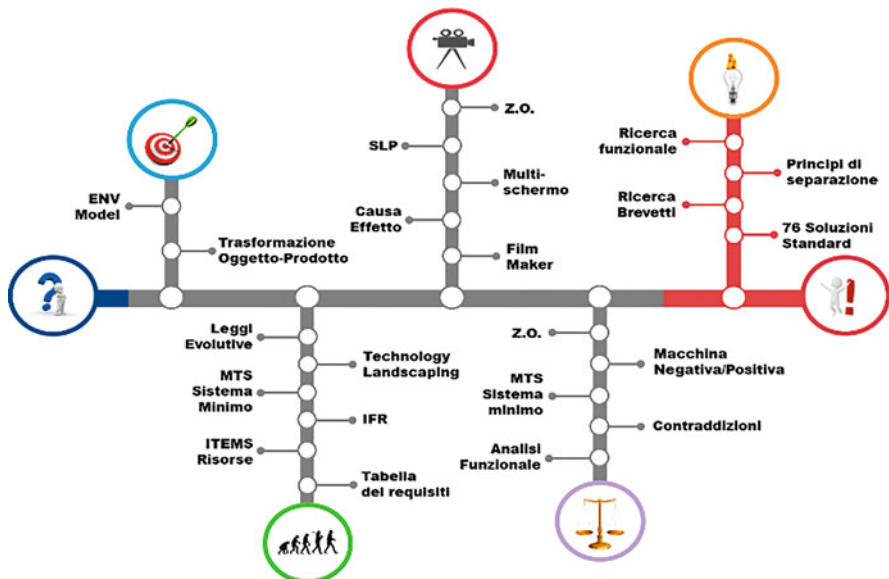 ENV
Model
Trasformazione
Oggetto-Prodotto
Leggi
Evolutive
Technology
Landscaping
MTS
Sistema
Minimo
IFR
ITEMS
Risorse
Tabella
dei requisiti
Z.O.
SLP
Multi-
schermo
Causa
Effetto
Film
Maker
Z.O.
Macchina
Negativa/Positiva
MTS
Sistema
minimo
Contraddizioni
Analisi
Funzionale
Ricerca
funzionale
Principi di
separazione
Ricerca
Brevetti
76 Soluzioni
Standard